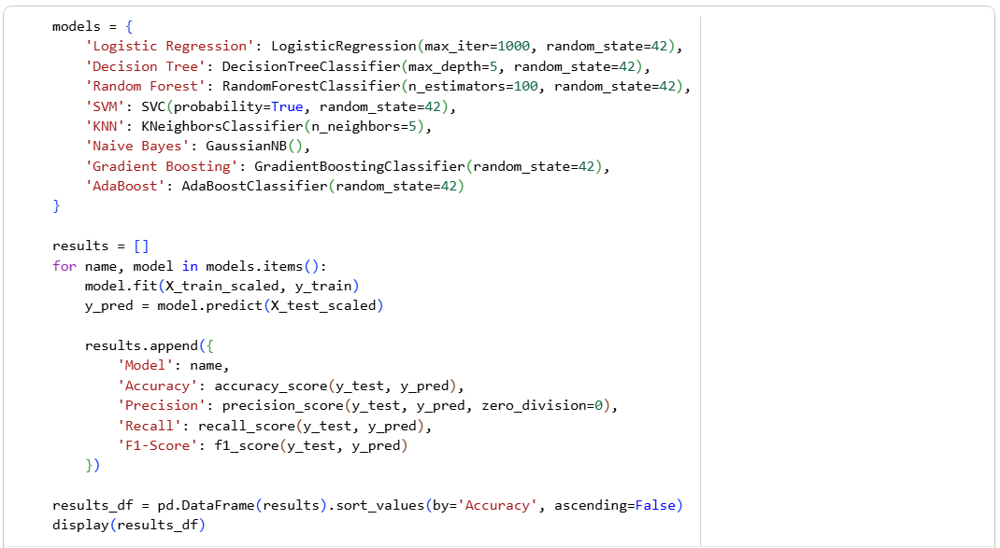 models = {
    'Logistic Regression': LogisticRegression(max_iter=1000, random_state=42),
    'Decision Tree': DecisionTreeClassifier(max_depth=5, random_state=42),
    'Random Forest': RandomForestClassifier(n_estimators=100, random_state=42),
    'SVM': SVC(probability=True, random_state=42),
    'KNN': KNeighborsClassifier(n_neighbors=5),
    'Naive Bayes': GaussianNB(),
    'Gradient Boosting': GradientBoostingClassifier(random_state=42),
    'AdaBoost': AdaBoostClassifier(random_state=42)
}

results = []
for name, model in models.items():
    model.fit(X_train_scaled, y_train)
    y_pred = model.predict(X_test_scaled)

    results.append({
        'Model': name,
        'Accuracy': accuracy_score(y_test, y_pred),
        'Precision': precision_score(y_test, y_pred, zero_division=0),
        'Recall': recall_score(y_test, y_pred),
        'F1-Score': f1_score(y_test, y_pred)
    })

results_df = pd.DataFrame(results).sort_values(by='Accuracy', ascending=False)
display(results_df)